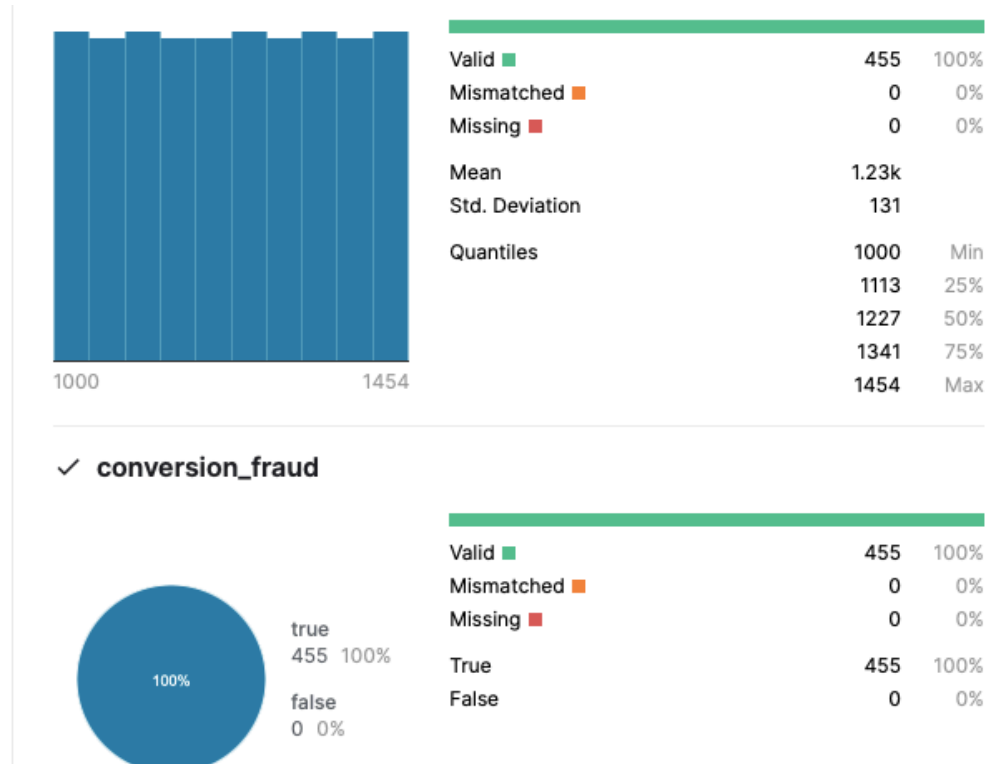 Valid 455 100%
Mismatched 0 0%
Missing 0 0%
Mean 1.23k
Std. Deviation 131
Quantiles 1000 Min
1113 25%
1227 50%
1341 75%
1454 Max
1000 1454
conversion_fraud
Valid 455 100%
Mismatched 0 0%
Missing 0 0%
True 455 100%
False 0 0%
100%
true
455 100%
false
0 0%